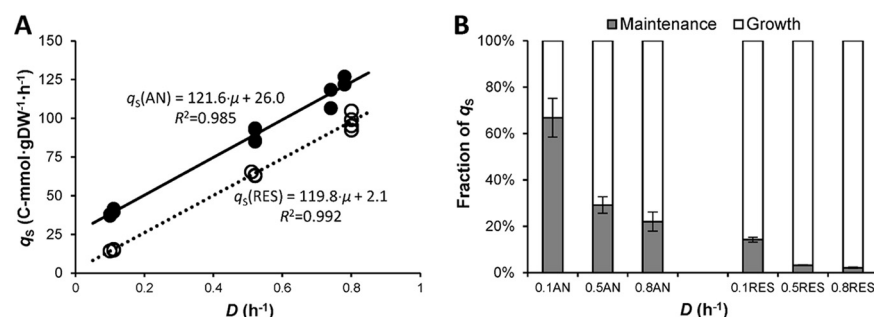 A
150
125
100
75
50
25
0
qS (C-mmol·gDW-1·h-1)
qS(AN) = 121.6·μ + 26.0
R2=0.985
qS(RES) = 119.8·μ + 2.1
R2=0.992
0 0.2 0.4 0.6 0.8 1
D (h-1)
B
Maintenance Growth
100%
80%
60%
40%
20%
0%
Fraction of qS
0.1AN 0.5AN 0.8AN 0.1RES 0.5RES 0.8RES
D (h-1)